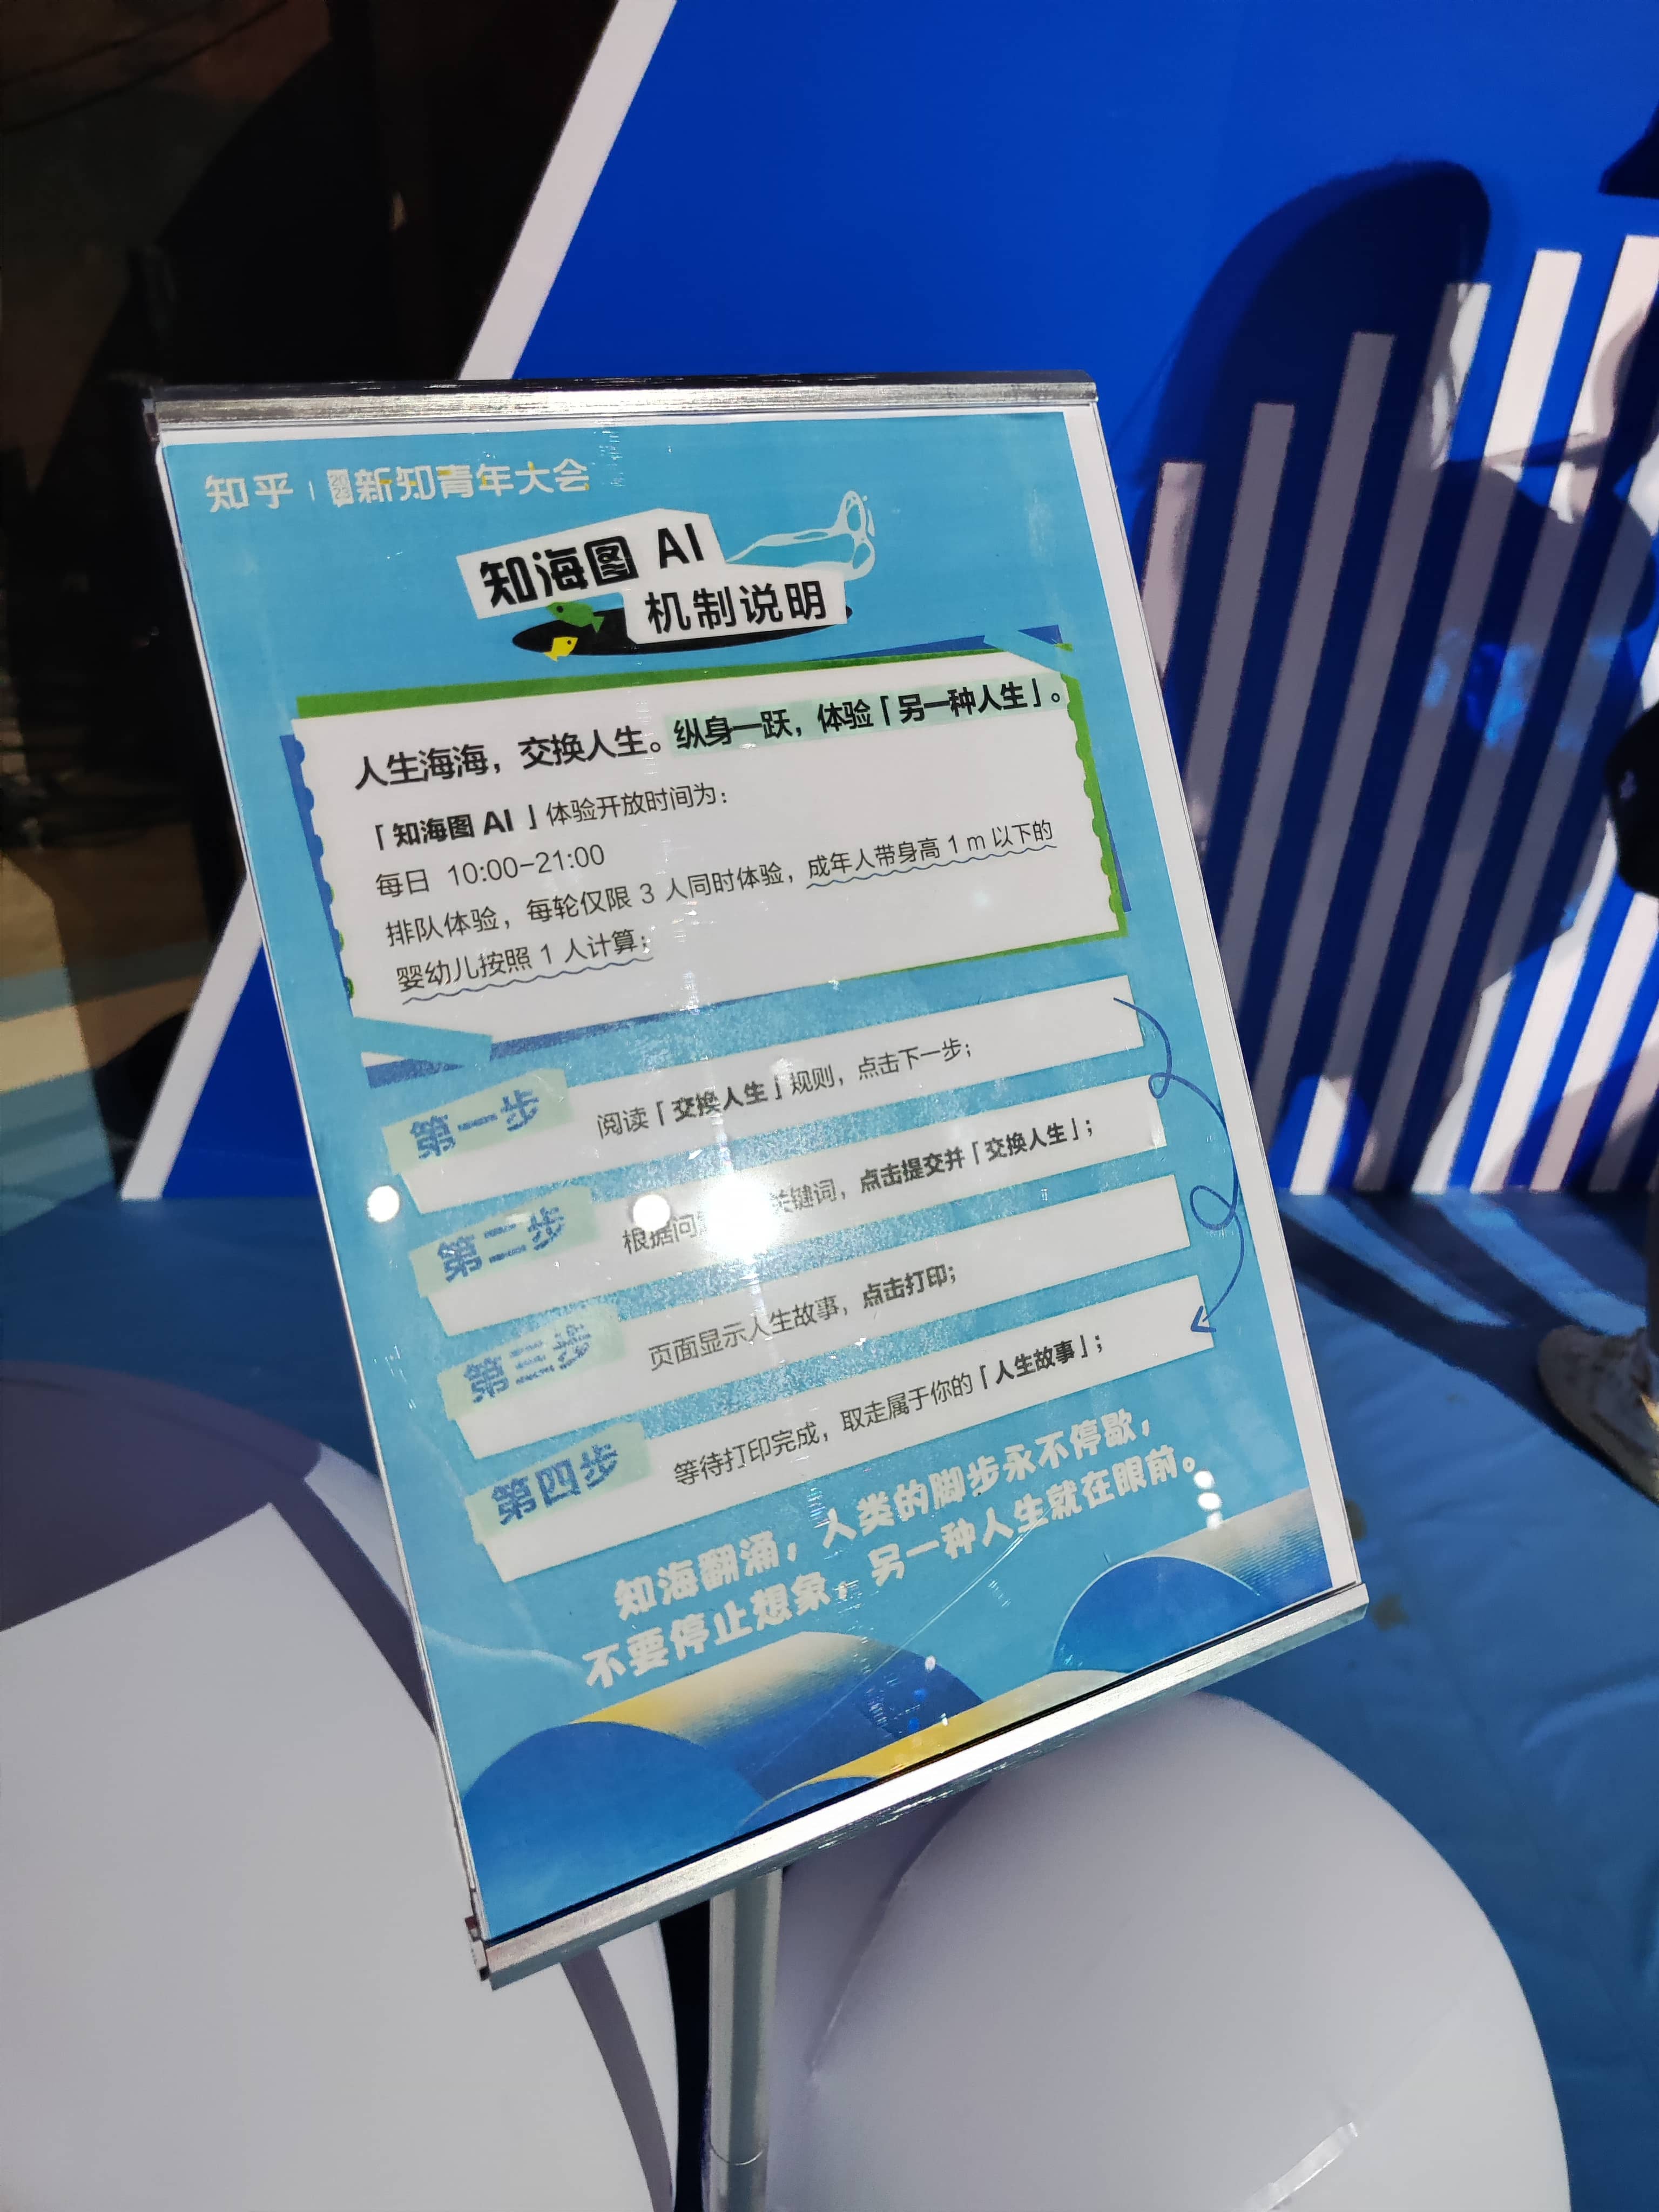 知乎 | 2023新知青年大会
知海图 AI
机制说明
人生海海，交换人生。纵身一跃，体验「另一种人生」。
「知海图 AI」体验开放时间为：
每日 10:00-21:00
排队体验，每轮仅限 3 人同时体验，成年人带身高 1 m 以下的
婴幼儿按照 1 人计算；
第一步 阅读「交换人生」规则，点击下一步；
第二步 根据问 键词，点击提交并「交换人生」；
第三步 页面显示人生故事，点击打印；
第四步 等待打印完成，取走属于你的「人生故事」；
知海翻涌，人类的脚步永不停歇，
不要停止想象，另一种人生就在眼前。